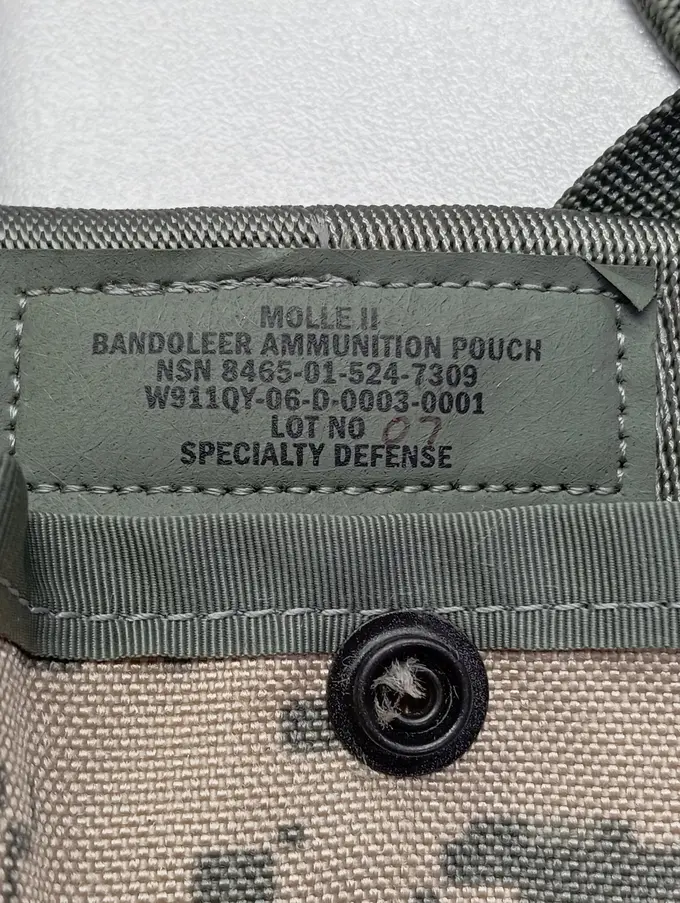 MOLLE II
BANDOLEER AMMUNITION POUCH
NSN 8465-01-524-7309
W911QY-06-D-0003-0001
LOT NO 07
SPECIALTY DEFENSE